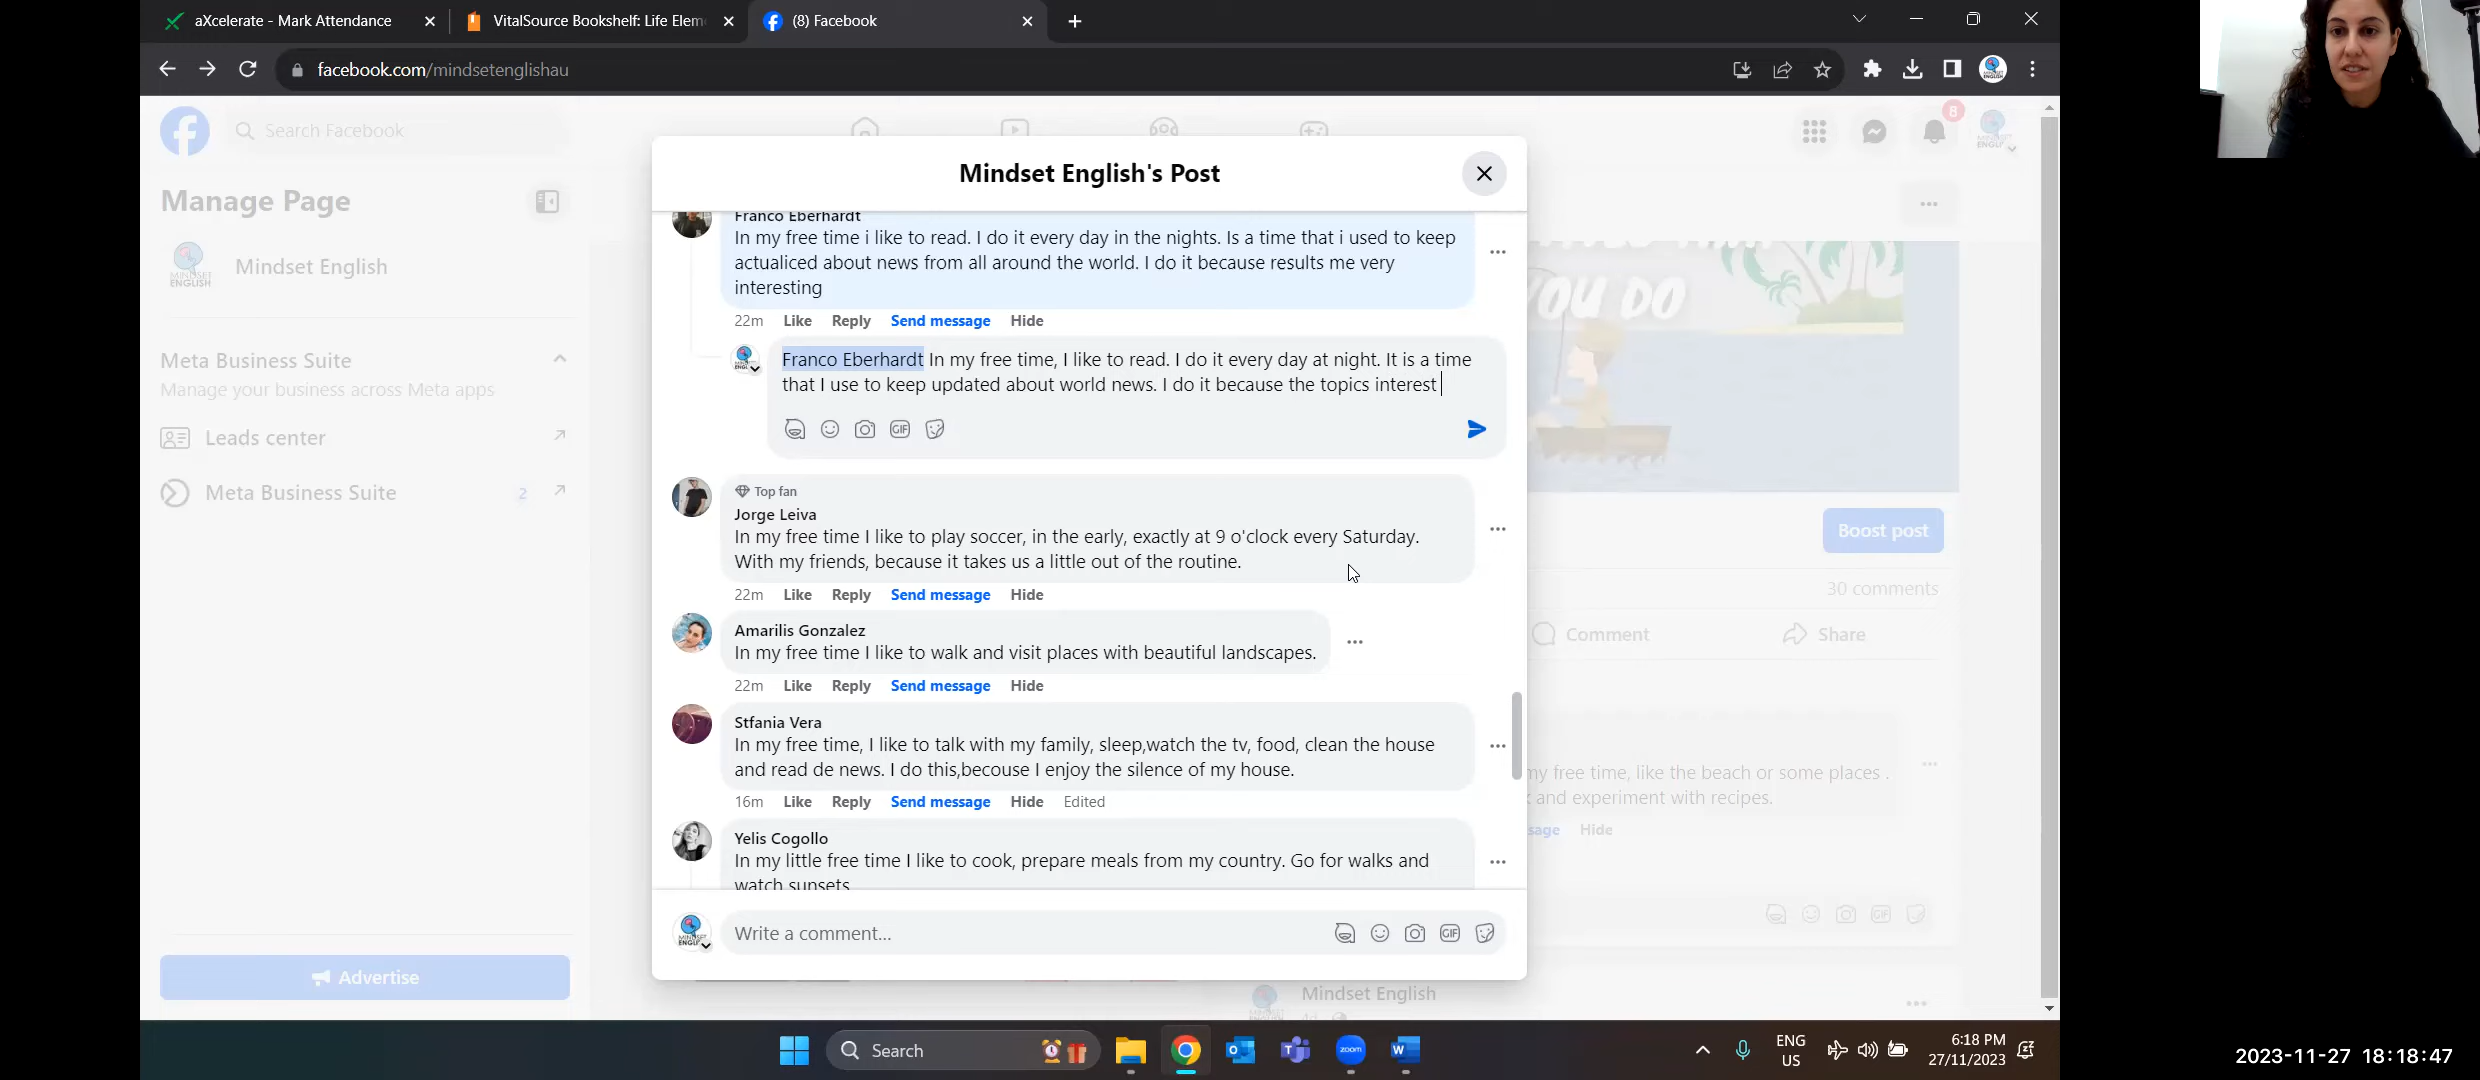 aXcelerate - Mark Attendance
VitalSource Bookshelf: Life Elem
(8) Facebook
facebook.com/mindsetenglishau
Search Facebook
8
Manage Page
Mindset English
Meta Business Suite
Manage your business across Meta apps
Leads center
Meta Business Suite
2
Advertise
Mindset English's Post
Franco Eberhardt
In my free time i like to read. I do it every day in the nights. Is a time that i used to keep
actualiced about news from all around the world. I do it because results me very
interesting
22m Like Reply Send message Hide
Franco Eberhardt In my free time, I like to read. I do it every day at night. It is a time
that I use to keep updated about world news. I do it because the topics interest
GIF
Top fan
Jorge Leiva
In my free time I like to play soccer, in the early, exactly at 9 o'clock every Saturday.
With my friends, because it takes us a little out of the routine.
22m Like Reply Send message Hide
Amarilis Gonzalez
In my free time I like to walk and visit places with beautiful landscapes.
22m Like Reply Send message Hide
Stfania Vera
In my free time, I like to talk with my family, sleep,watch the tv, food, clean the house
and read de news. I do this,becouse I enjoy the silence of my house.
16m Like Reply Send message Hide Edited
Yelis Cogollo
In my little free time I like to cook, prepare meals from my country. Go for walks and
watch sunsets
Write a comment...
GIF
YOU DO
Boost post
30 comments
Comment
Share
my free time, like the beach or some places .
and experiment with recipes.
sage Hide
GIF
Mindset English
Search
zoom
ENG
US
6:18 PM
27/11/2023
2023-11-27 18:18:47